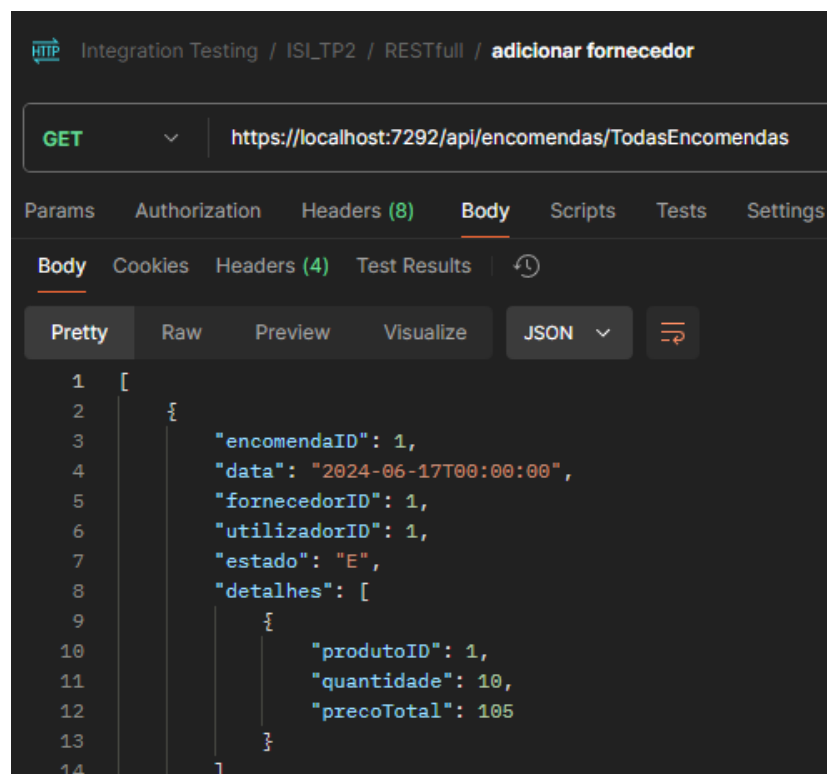 HTTP Integration Testing / ISI_TP2 / RESTfull / adicionar fornecedor
GET https://localhost:7292/api/encomendas/TodasEncomendas
Params Authorization Headers (8) Body Scripts Tests Settings
Body Cookies Headers (4) Test Results
Pretty Raw Preview Visualize JSON
1 [
2 {
3 "encomendaID": 1,
4 "data": "2024-06-17T00:00:00",
5 "fornecedorID": 1,
6 "utilizadorID": 1,
7 "estado": "E",
8 "detalhes": [
9 {
10 "produtoID": 1,
11 "quantidade": 10,
12 "precoTotal": 105
13 }
14 ]